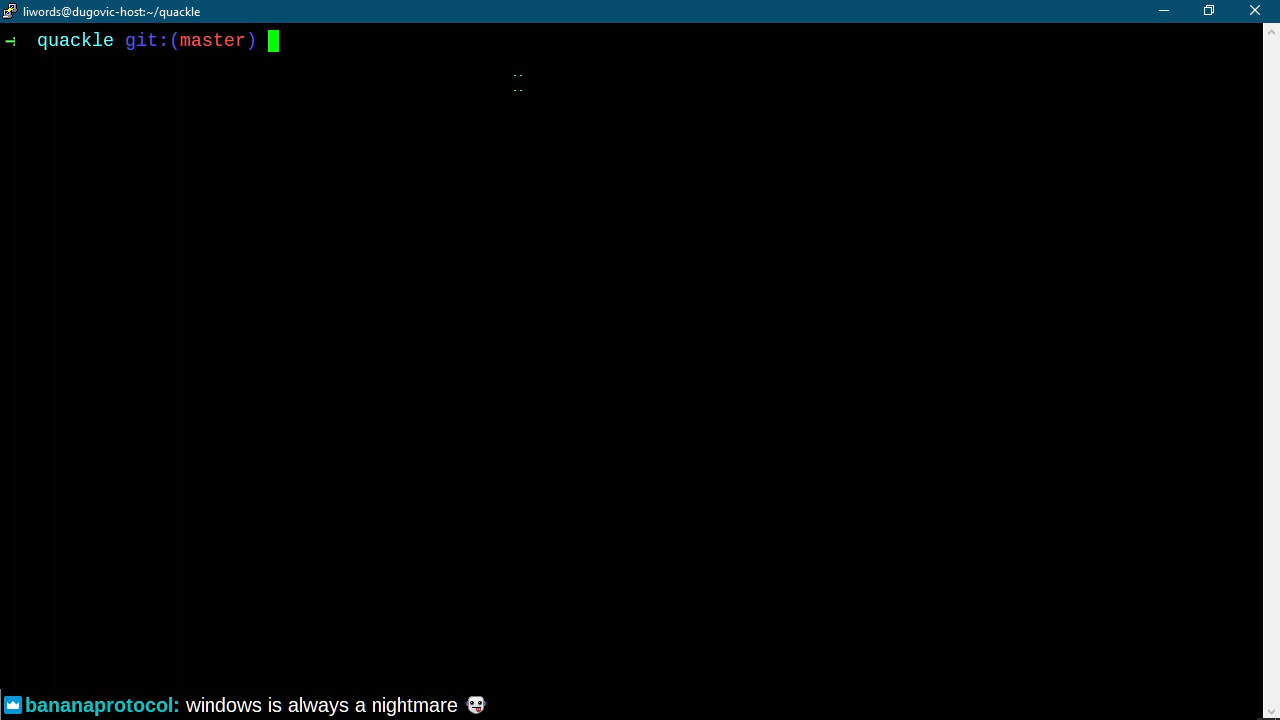 liwords@dugovic-host:~/quackle
→ quackle git:(master)
bananaprotocol: windows is always a nightmare 👻